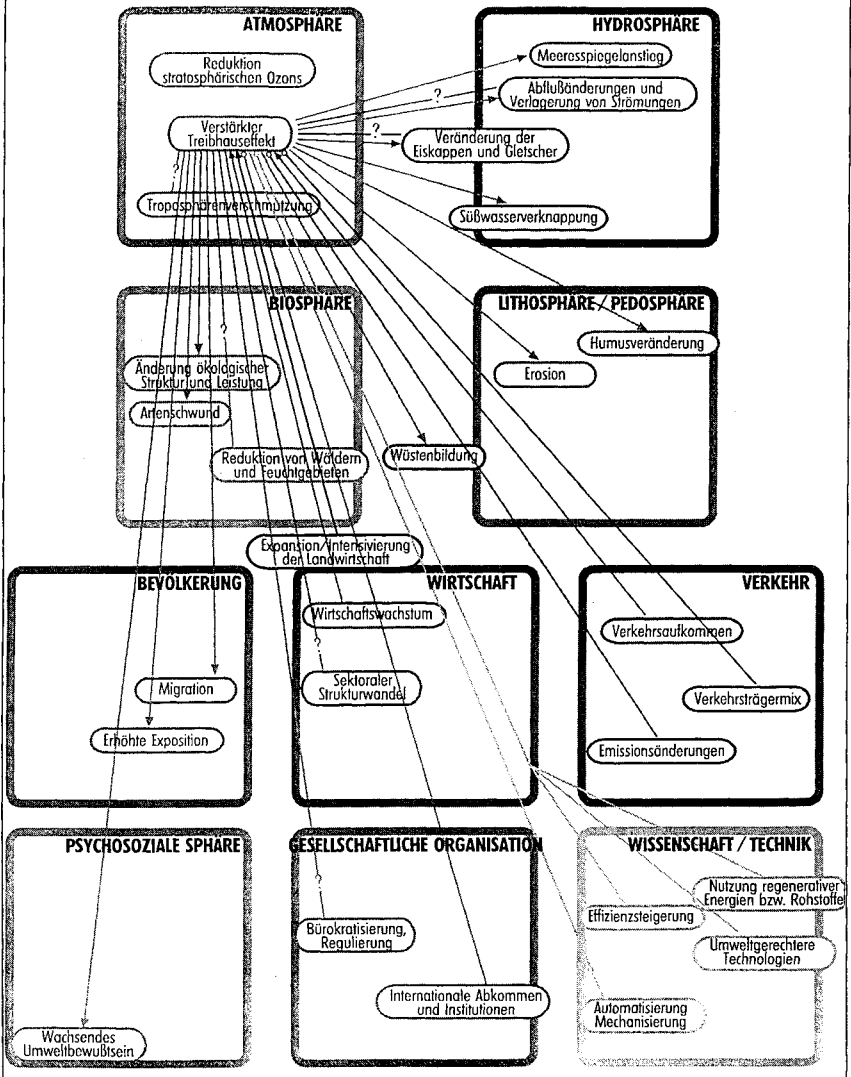 ATMOSPHÄRE
Reduktion
stratosphärischen Ozons
Verstärkter
Treibhauseffekt
?
Troposphärenverschmutzung
HYDROSPHÄRE
Meeresspiegelanstieg
?
Abflußänderungen und
Verlagerung von Strömungen
?
Veränderung der
Eiskappen und Gletscher
Süßwasserverknappung
BIOSPHÄRE
?
Änderung ökologischer
Struktur und Leistung
Artenschwund
Reduktion von Wäldern
und Feuchtgebieten
LITHOSPHÄRE / PEDOSPHÄRE
Humusveränderung
Erosion
Wüstenbildung
Expansion/Intensivierung
der Landwirtschaft
BEVÖLKERUNG
Migration
Erhöhte Exposition
WIRTSCHAFT
Wirtschaftswachstum
?
Sektoraler
Strukturwandel
VERKEHR
Verkehrsaufkommen
Verkehrsträgermix
Emissionsänderungen
PSYCHOSOZIALE SPHÄRE
Wachsendes
Umweltbewußtsein
GESELLSCHAFTLICHE ORGANISATION
?
Bürokratisierung,
Regulierung
Internationale Abkommen
und Institutionen
WISSENSCHAFT / TECHNIK
Nutzung regenerativer
Energien bzw. Rohstoffe
Effizienzsteigerung
Umweltgerechtere
Technologien
Automatisierung
Mechanisierung